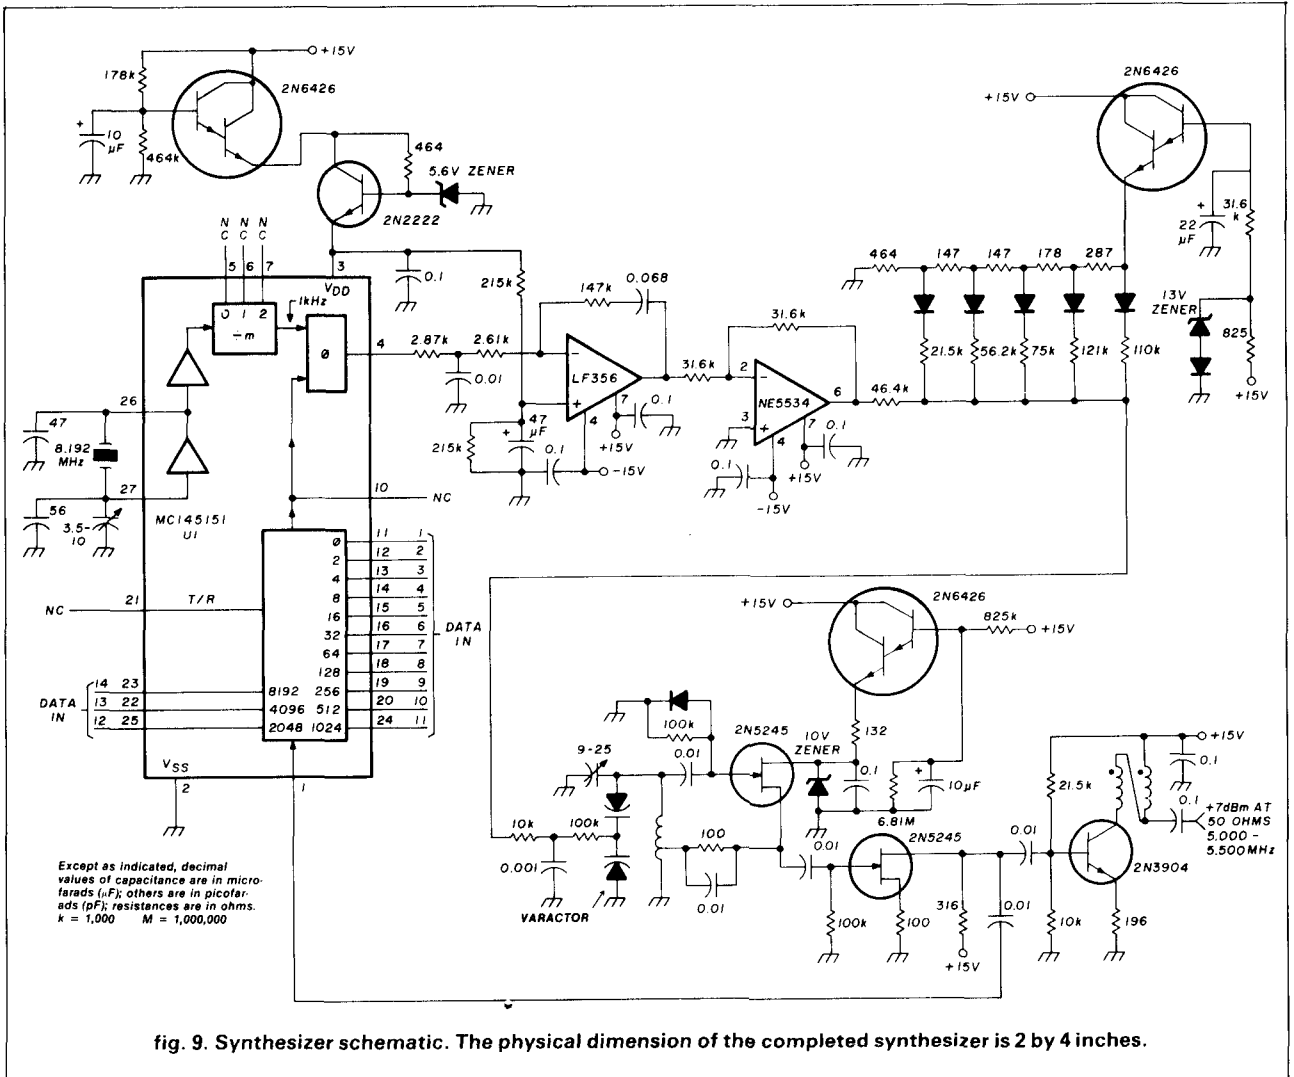 +15V
178k
2N6426
+
10
µF
464k
464
5.6V ZENER
2N2222
N C
N C
N C
5
6
7
3
VDD
0.1
0 1 2
÷m
1kHz
Ø
4
215k
2.87k
2.61k
0.01
147k
0.068
−
LF356
+
7
4
0.1
+15V
-15V
215k
+
47
µF
0.1
31.6k
31.6k
2
−
NE5534
6
3
+
7
4
0.1
0.1
+15V
-15V
46.4k
464
147
147
178
287
21.5k
56.2k
75k
121k
110k
2N6426
+15V
+
22
µF
31.6
k
13V
ZENER
825
+15V
26
47
8.192
MHz
27
56
3.5-
10
MC145151
U1
10
NC
NC
21
T/R
Ø
2
4
8
16
32
64
128
8192 256
4096 512
2048 1024
11 1
12 2
13 3
14 4
15 5
16 6
17 7
18 8
19 9
20 10
24 11
DATA
IN
DATA
IN
14 23
13 22
12 25
VSS
2
1
+15V
2N6426
825k
+15V
100k
9-25
0.01
2N5245
10V
ZENER
132
0.1
+
10µF
6.81M
10k
100k
0.001
VARACTOR
100
0.01
0.01
2N5245
100k
100
316
+15V
0.01
0.01
21.5k
10k
2N3904
196
+15V
0.1
0.1
+7dBm AT
50 OHMS
5.000 -
5.500MHz
Except as indicated, decimal
values of capacitance are in micro-
farads (µF); others are in picofar-
ads (pF); resistances are in ohms.
k = 1,000 M = 1,000,000
fig. 9. Synthesizer schematic. The physical dimension of the completed synthesizer is 2 by 4 inches.